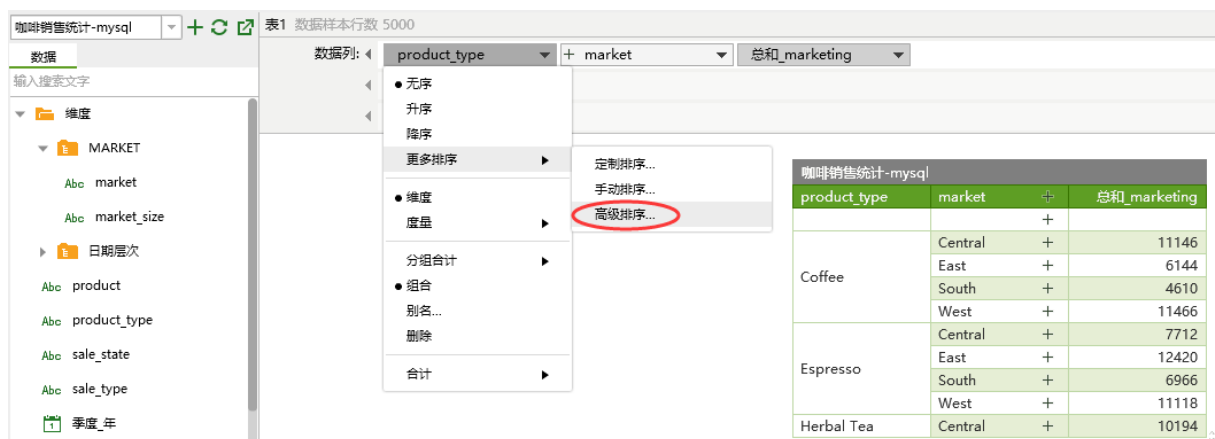 咖啡销售统计-mysql
表1 数据样本行数 5000
数据
数据列:
product_type
market
总和_marketing
输入搜索文字
维度
MARKET
Abc market
Abc market_size
日期层次
Abc product
Abc product_type
Abc sale_state
Abc sale_type
季度_年
无序
升序
降序
更多排序
维度
度量
分组合计
组合
别名...
删除
合计
定制排序...
手动排序...
高级排序...
咖啡销售统计-mysql
product_type market + 总和_marketing
+
Coffee
Central + 11146
East + 6144
South + 4610
West + 11466
Espresso
Central + 7712
East + 12420
South + 6966
West + 11118
Herbal Tea Central + 10194